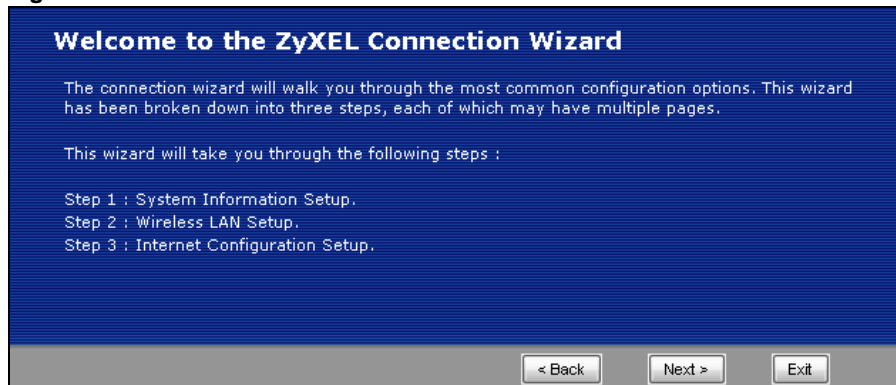 Welcome to the ZyXEL Connection Wizard
The connection wizard will walk you through the most common configuration options. This wizard
has been broken down into three steps, each of which may have multiple pages.
This wizard will take you through the following steps :
Step 1 : System Information Setup.
Step 2 : Wireless LAN Setup.
Step 3 : Internet Configuration Setup.
< Back Next > Exit